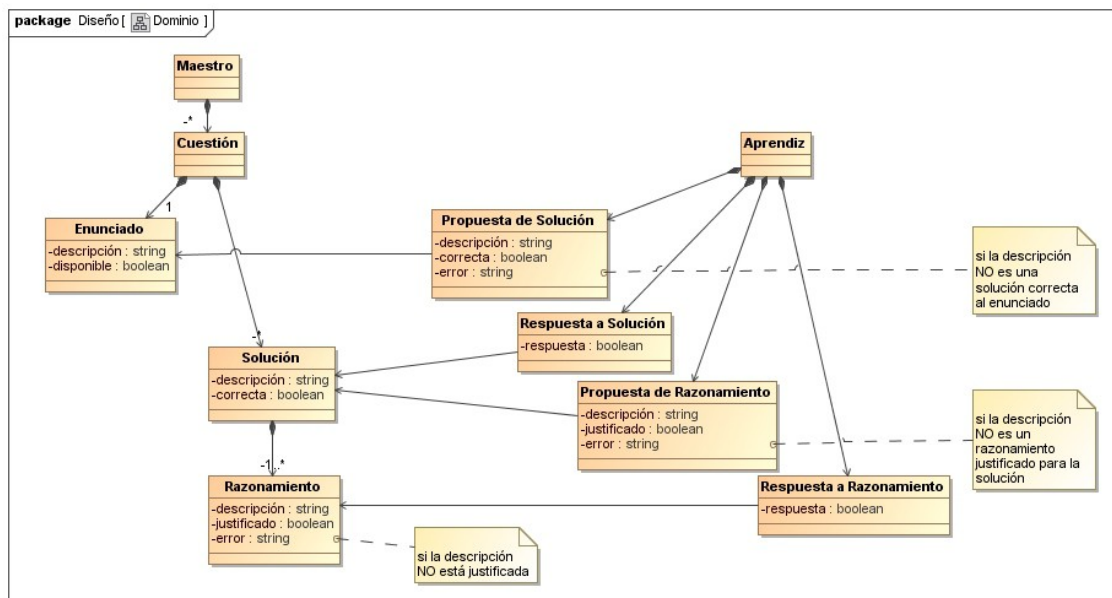 package Diseño [ Dominio ]
Maestro
-*
Cuestión
Aprendiz
1
Enunciado
-descripción : string
-disponible : boolean
Propuesta de Solución
-descripción : string
-correcta : boolean
-error : string
si la descripción
NO es una
solución correcta
al enunciado
Respuesta a Solución
-respuesta : boolean
-*
Solución
-descripción : string
-correcta : boolean
Propuesta de Razonamiento
-descripción : string
-justificado : boolean
-error : string
si la descripción
NO es un
razonamiento
justificado para la
solución
-1..*
Razonamiento
-descripción : string
-justificado : boolean
-error : string
Respuesta a Razonamiento
-respuesta : boolean
si la descripción
NO está justificada